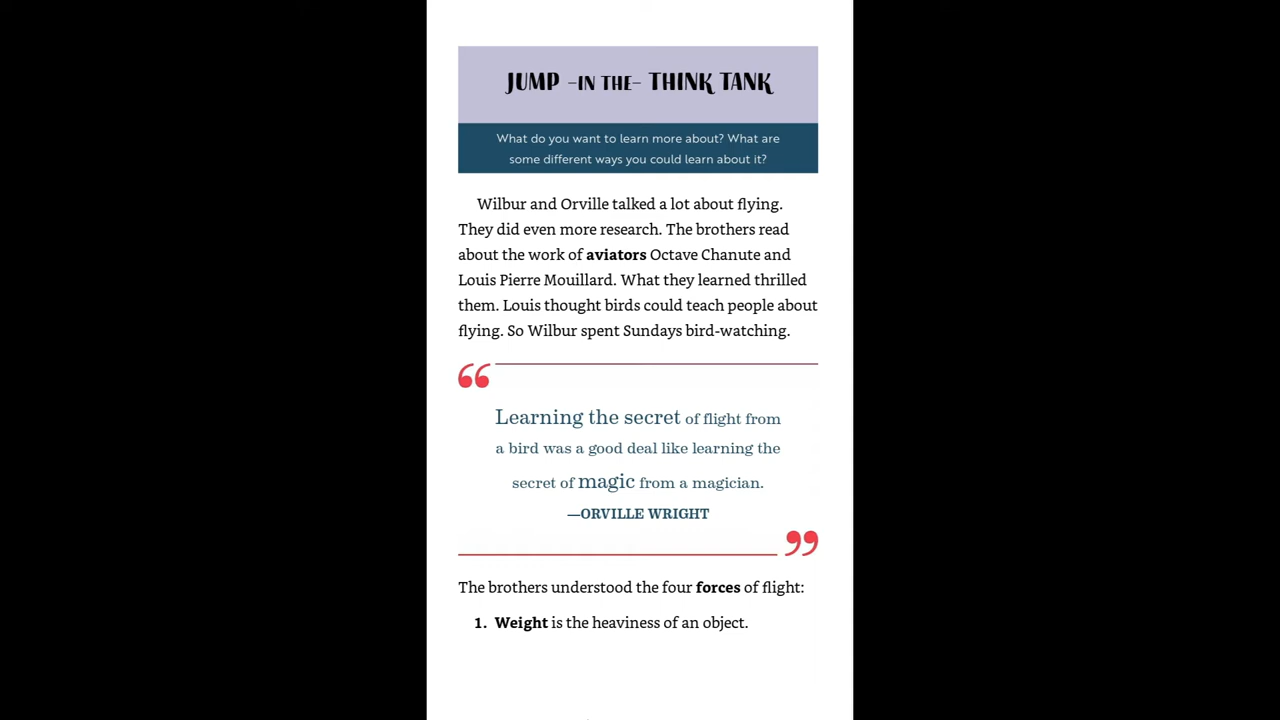 JUMP –IN THE– THINK TANK
What do you want to learn more about? What are
some different ways you could learn about it?
Wilbur and Orville talked a lot about flying.
They did even more research. The brothers read
about the work of aviators Octave Chanute and
Louis Pierre Mouillard. What they learned thrilled
them. Louis thought birds could teach people about
flying. So Wilbur spent Sundays bird-watching.
“
Learning the secret of flight from
a bird was a good deal like learning the
secret of magic from a magician.
—ORVILLE WRIGHT
”
The brothers understood the four forces of flight:
1. Weight is the heaviness of an object.